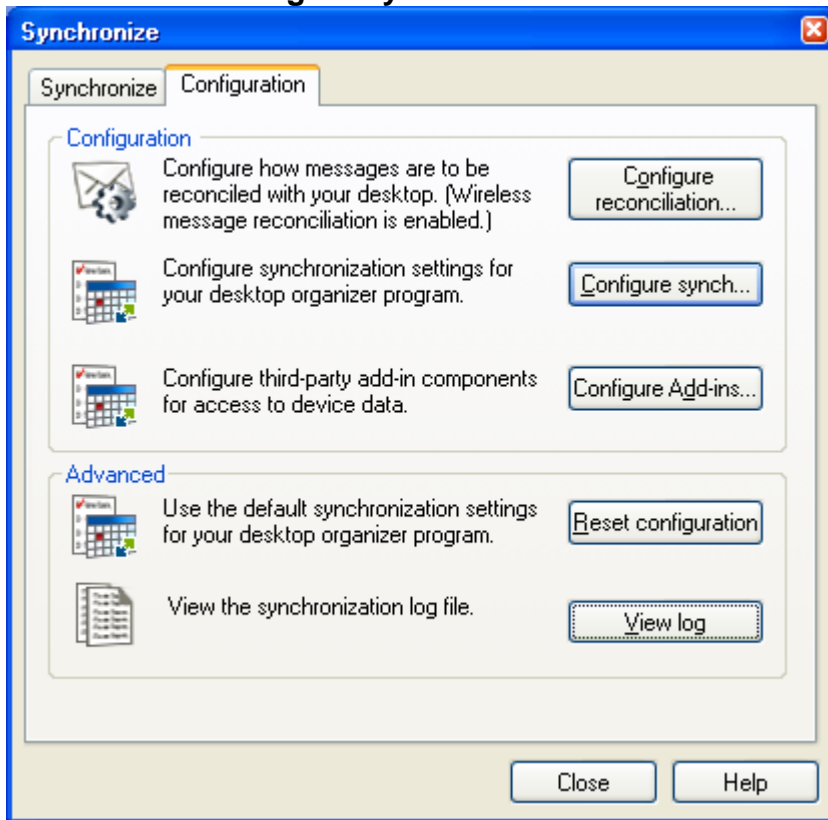 Synchronize
Synchronize Configuration
Configuration
Configure how messages are to be
reconciled with your desktop. (Wireless
message reconciliation is enabled.)
Configure
reconciliation...
Configure synchronization settings for
your desktop organizer program.
Configure synch...
Configure third-party add-in components
for access to device data.
Configure Add-ins...
Advanced
Use the default synchronization settings
for your desktop organizer program.
Reset configuration
View the synchronization log file.
View log
Close Help